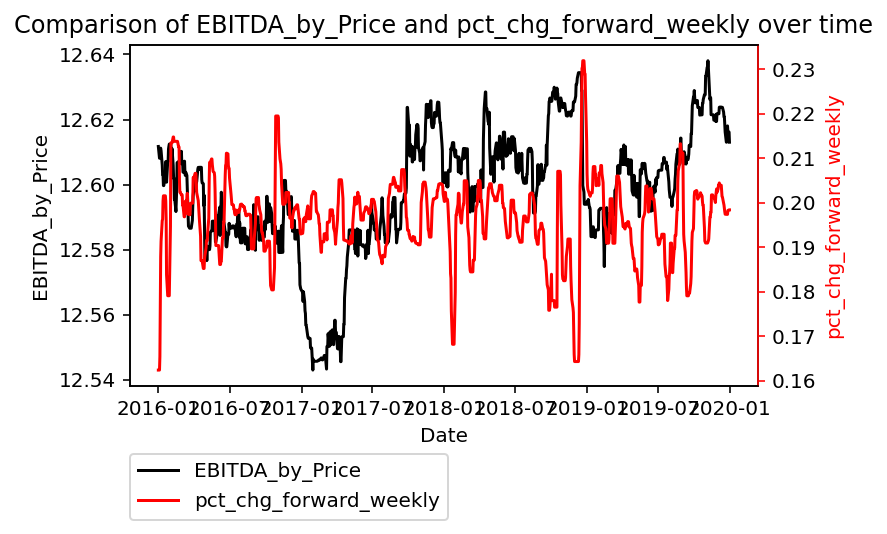 Comparison of EBITDA_by_Price and pct_chg_forward_weekly over time
12.64
12.62
12.60
12.58
12.56
12.54
EBITDA_by_Price
0.23
0.22
0.21
0.20
0.19
0.18
0.17
0.16
pct_chg_forward_weekly
2016-01 2016-07 2017-01 2017-07 2018-01 2018-07 2019-01 2019-07 2020-01
Date
EBITDA_by_Price
pct_chg_forward_weekly